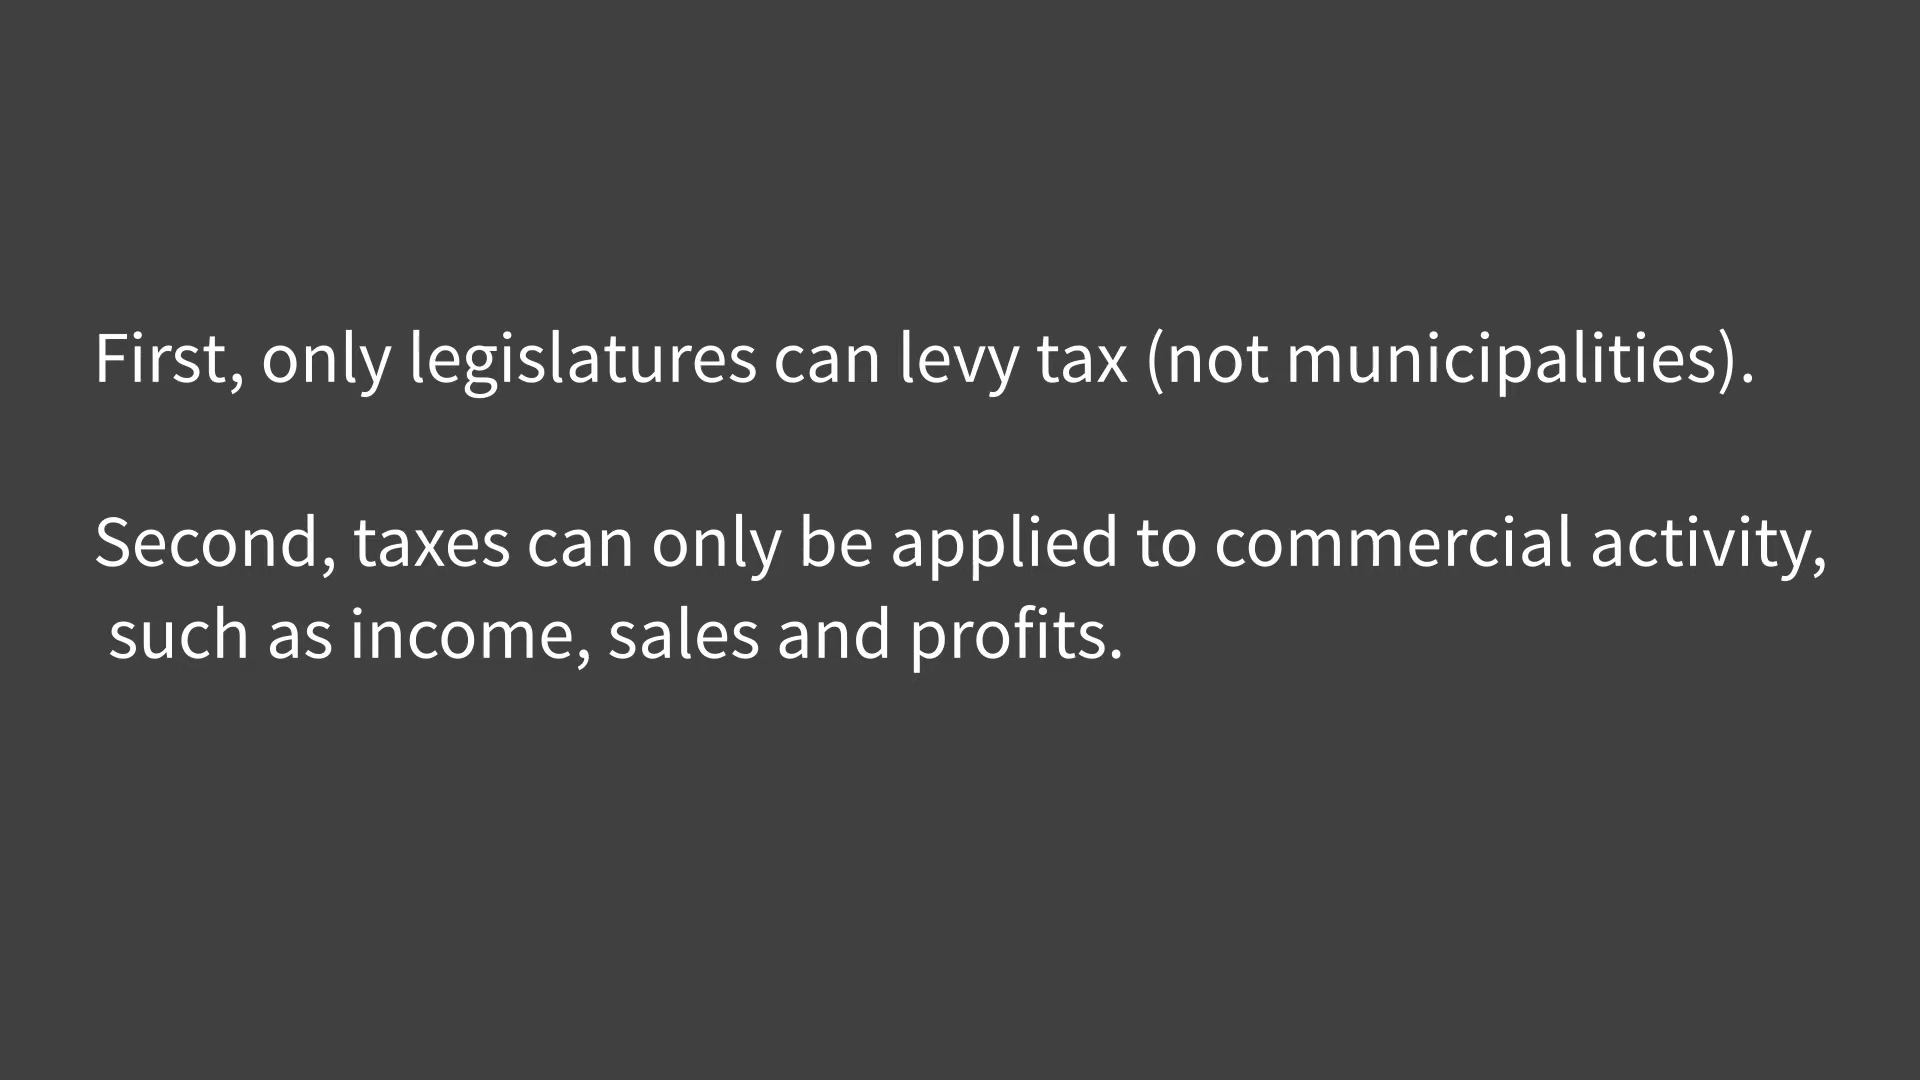 First, only legislatures can levy tax (not municipalities).
Second, taxes can only be applied to commercial activity,
such as income, sales and profits.